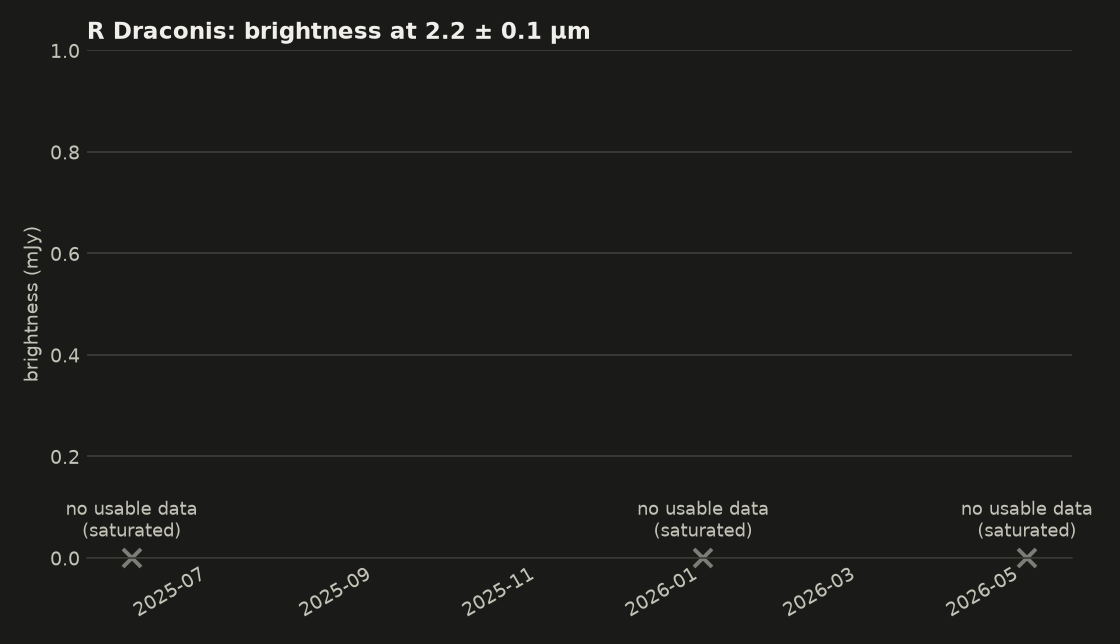 R Draconis: brightness at 2.2 ± 0.1 µm
brightness (mJy)
1.0
0.8
0.6
0.4
0.2
0.0
no usable data
(saturated)
no usable data
(saturated)
no usable data
(saturated)
2025-07
2025-09
2025-11
2026-01
2026-03
2026-05